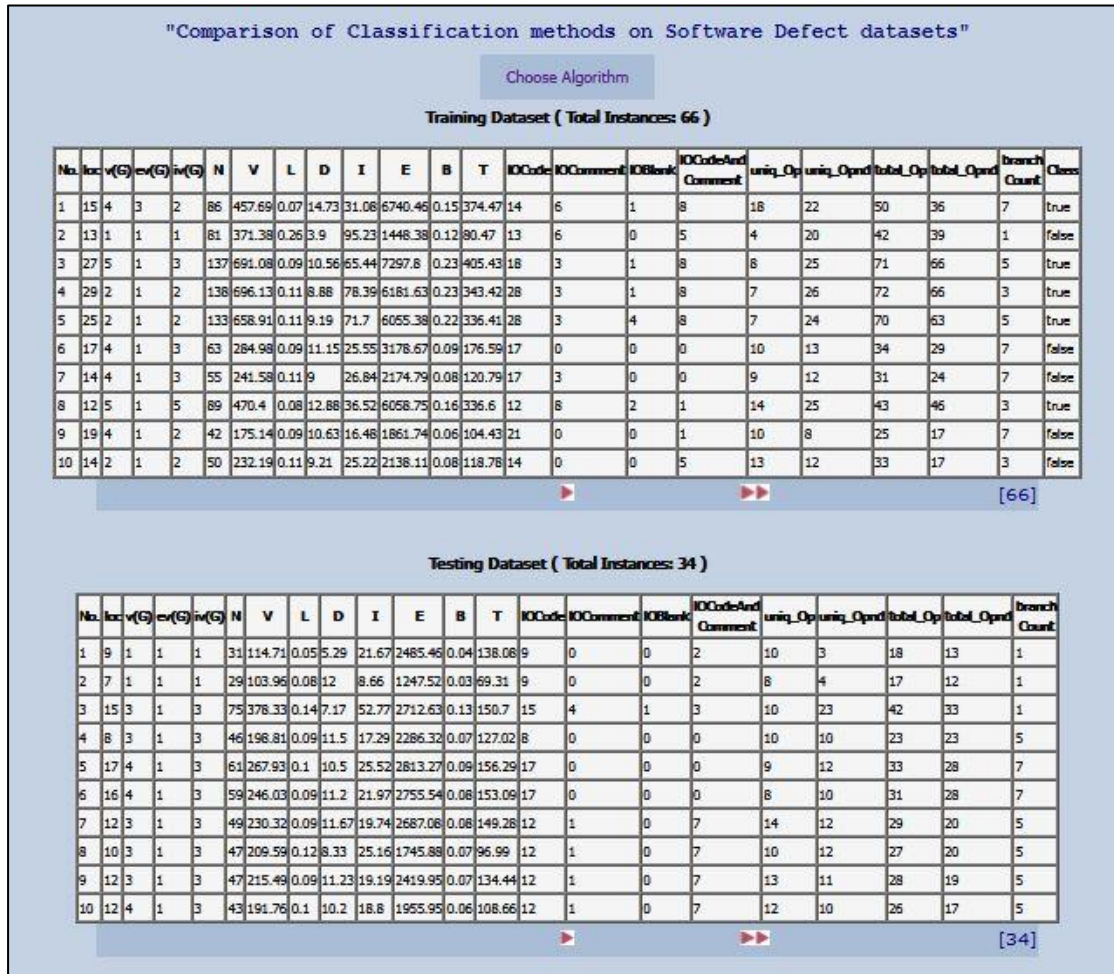 "Comparison of Classification methods on Software Defect datasets"
Choose Algorithm
Training Dataset ( Total Instances: 66 )
No. loc v(G) ev(G) iv(G) N V L D I E B T lOCode lOComment lOBlank lOCodeAnd Comment uniq_Op uniq_Opnd total_Op total_Opnd branch Count Class
1 15 4 3 2 86 457.69 0.07 14.73 31.08 6740.46 0.15 374.47 14 6 1 8 18 22 50 36 7 true
2 13 1 1 1 81 371.38 0.26 3.9 95.23 1448.38 0.12 80.47 13 6 0 5 4 20 42 39 1 false
3 27 5 1 3 137 691.08 0.09 10.56 65.44 7297.8 0.23 405.43 18 3 1 8 8 25 71 66 5 true
4 29 2 1 2 138 696.13 0.11 8.88 78.39 6181.63 0.23 343.42 28 3 1 8 7 26 72 66 3 true
5 25 2 1 2 133 658.91 0.11 9.19 71.7 6055.38 0.22 336.41 28 3 4 8 7 24 70 63 5 true
6 17 4 1 3 63 284.98 0.09 11.15 25.55 3178.67 0.09 176.59 17 0 0 0 10 13 34 29 7 false
7 14 4 1 3 55 241.58 0.11 9 26.84 2174.79 0.08 120.79 17 3 0 0 9 12 31 24 7 false
8 12 5 1 5 89 470.4 0.08 12.88 36.52 6058.75 0.16 336.6 12 8 2 1 14 25 43 46 3 true
9 19 4 1 2 42 175.14 0.09 10.63 16.48 1861.74 0.06 104.43 21 0 0 1 10 8 25 17 7 false
10 14 2 1 2 50 232.19 0.11 9.21 25.22 2138.11 0.08 118.78 14 0 0 5 13 12 33 17 3 false
[66]
Testing Dataset ( Total Instances: 34 )
No. loc v(G) ev(G) iv(G) N V L D I E B T lOCode lOComment lOBlank lOCodeAnd Comment uniq_Op uniq_Opnd total_Op total_Opnd branch Count
1 9 1 1 1 31 114.71 0.05 5.29 21.67 2485.46 0.04 138.08 9 0 0 2 10 3 18 13 1
2 7 1 1 1 29 103.96 0.08 12 8.66 1247.52 0.03 69.31 9 0 0 2 8 4 17 12 1
3 15 3 1 3 75 378.33 0.14 7.17 52.77 2712.63 0.13 150.7 15 4 1 3 10 23 42 33 1
4 8 3 1 3 46 198.81 0.09 11.5 17.29 2286.32 0.07 127.02 8 0 0 0 10 10 23 23 5
5 17 4 1 3 61 267.93 0.1 10.5 25.52 2813.27 0.09 156.29 17 0 0 0 9 12 33 28 7
6 16 4 1 3 59 246.03 0.09 11.2 21.97 2755.54 0.08 153.09 17 0 0 0 8 10 31 28 7
7 12 3 1 3 49 230.32 0.09 11.67 19.74 2687.08 0.08 149.28 12 1 0 7 14 12 29 20 5
8 10 3 1 3 47 209.59 0.12 8.33 25.16 1745.88 0.07 96.99 12 1 0 7 10 12 27 20 5
9 12 3 1 3 47 215.49 0.09 11.23 19.19 2419.95 0.07 134.44 12 1 0 7 13 11 28 19 5
10 12 4 1 3 43 191.76 0.1 10.2 18.8 1955.95 0.06 108.66 12 1 0 7 12 10 26 17 5
[34]